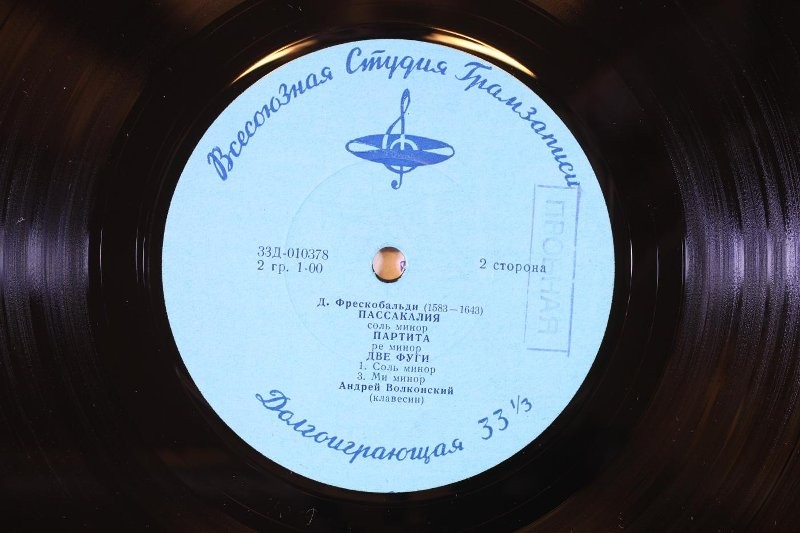 Всесоюзная Студия Грамзаписи
33Д-010378
2 гр. 1-00
2 сторона
ПРОБНАЯ
Д. Фрескобальди (1583—1643)
ПАССАКАЛИЯ
соль минор
ПАРТИТА
ре минор
ДВЕ ФУГИ
1. Соль минор
3. Ми минор
Андрей Волконский
(клавесин)
Долгоиграющая 33 1/3